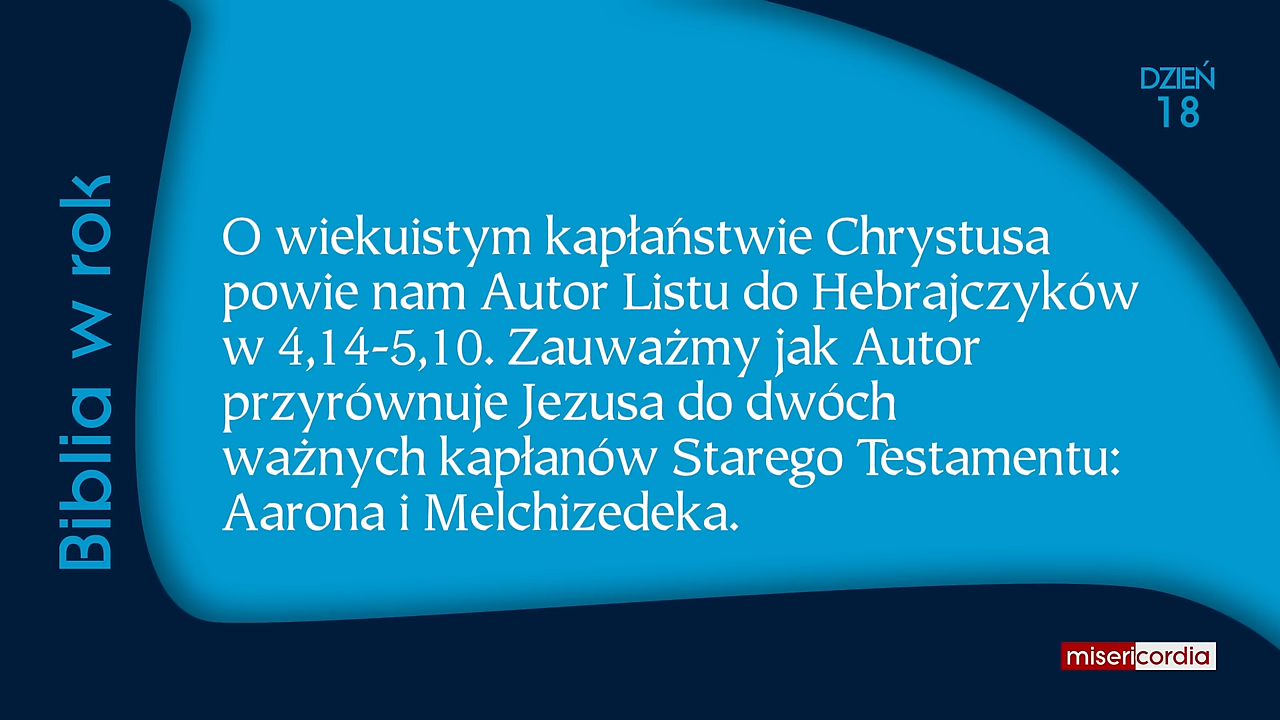 Biblia w rok
DZIEŃ
18
O wiekuistym kapłaństwie Chrystusa
powie nam Autor Listu do Hebrajczyków
w 4,14-5,10. Zauważmy jak Autor
przyrównuje Jezusa do dwóch
ważnych kapłanów Starego Testamentu:
Aarona i Melchizedeka.
misericordia